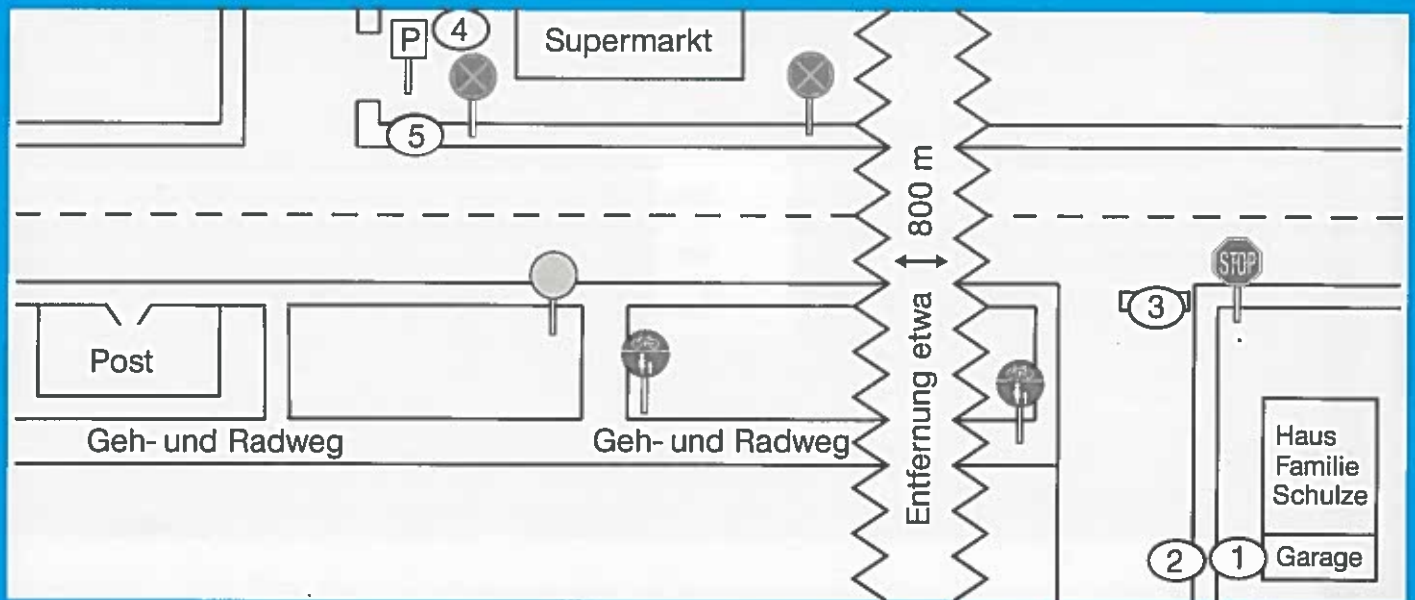 P
4
Supermarkt
5
Entfernung etwa 800 m
STOP
3
Post
Geh- und Radweg
Geh- und Radweg
Haus
Familie
Schulze
2
1
Garage